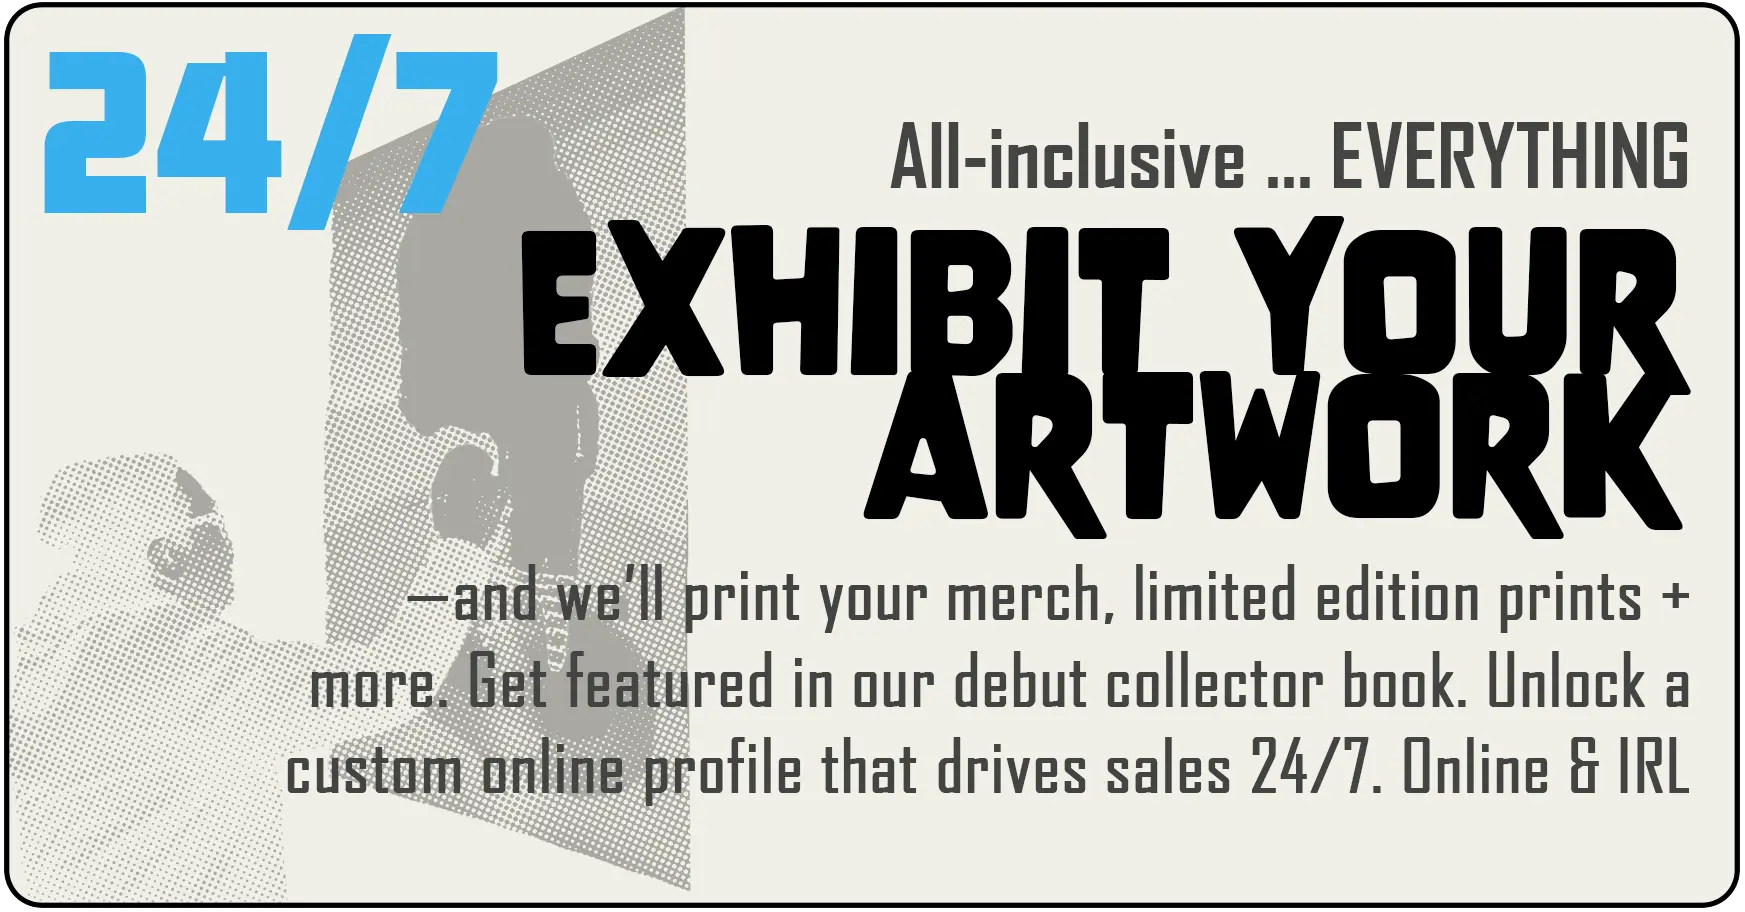 24/7
All-inclusive ... EVERYTHING
EXHIBIT YOUR
ARTWORK
—and we'll print your merch, limited edition prints +
more. Get featured in our debut collector book. Unlock a
custom online profile that drives sales 24/7. Online & IRL